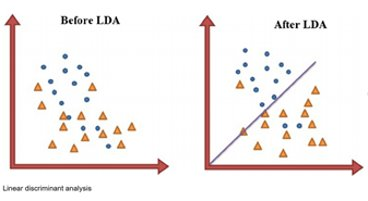 Before LDA
After LDA
Linear discriminant analysis